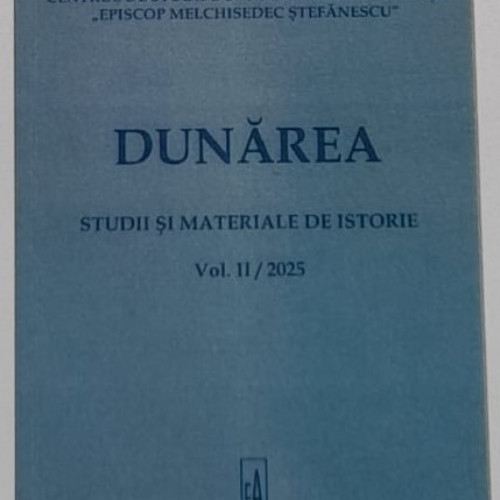 „EPISCOP MELCHISEDEC ŞTEFĂNESCU”
DUNĂREA
STUDII ŞI MATERIALE DE ISTORIE
Vol. II / 2025